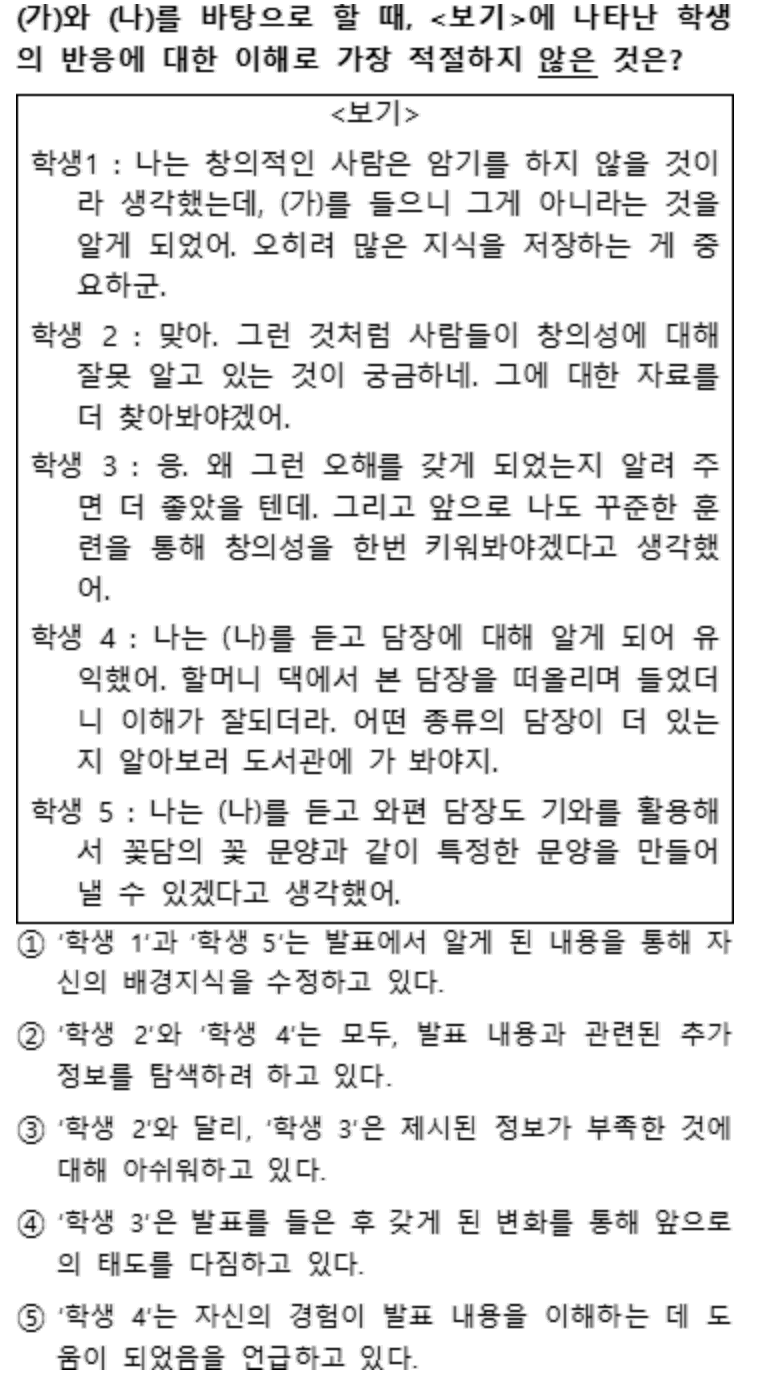 (가)와 (나)를 바탕으로 할 때, <보기>에 나타난 학생
의 반응에 대한 이해로 가장 적절하지 않은 것은?
<보기>
학생1 : 나는 창의적인 사람은 암기를 하지 않을 것이
라 생각했는데, (가)를 들으니 그게 아니라는 것을
알게 되었어. 오히려 많은 지식을 저장하는 게 중
요하군.
학생 2 : 맞아. 그런 것처럼 사람들이 창의성에 대해
잘못 알고 있는 것이 궁금하네. 그에 대한 자료를
더 찾아봐야겠어.
학생 3 : 응. 왜 그런 오해를 갖게 되었는지 알려 주
면 더 좋았을 텐데. 그리고 앞으로 나도 꾸준한 훈
련을 통해 창의성을 한번 키워봐야겠다고 생각했
어.
학생 4 : 나는 (나)를 듣고 담장에 대해 알게 되어 유
익했어. 할머니 댁에서 본 담장을 떠올리며 들었더
니 이해가 잘되더라. 어떤 종류의 담장이 더 있는
지 알아보러 도서관에 가 봐야지.
학생 5 : 나는 (나)를 듣고 와편 담장도 기와를 활용해
서 꽃담의 꽃 문양과 같이 특정한 문양을 만들어
낼 수 있겠다고 생각했어.
① ‘학생 1’과 ‘학생 5’는 발표에서 알게 된 내용을 통해 자
신의 배경지식을 수정하고 있다.
② ‘학생 2’와 ‘학생 4’는 모두, 발표 내용과 관련된 추가
정보를 탐색하려 하고 있다.
③ ‘학생 2’와 달리, ‘학생 3’은 제시된 정보가 부족한 것에
대해 아쉬워하고 있다.
④ ‘학생 3’은 발표를 들은 후 갖게 된 변화를 통해 앞으로
의 태도를 다짐하고 있다.
⑤ ‘학생 4’는 자신의 경험이 발표 내용을 이해하는 데 도
움이 되었음을 언급하고 있다.